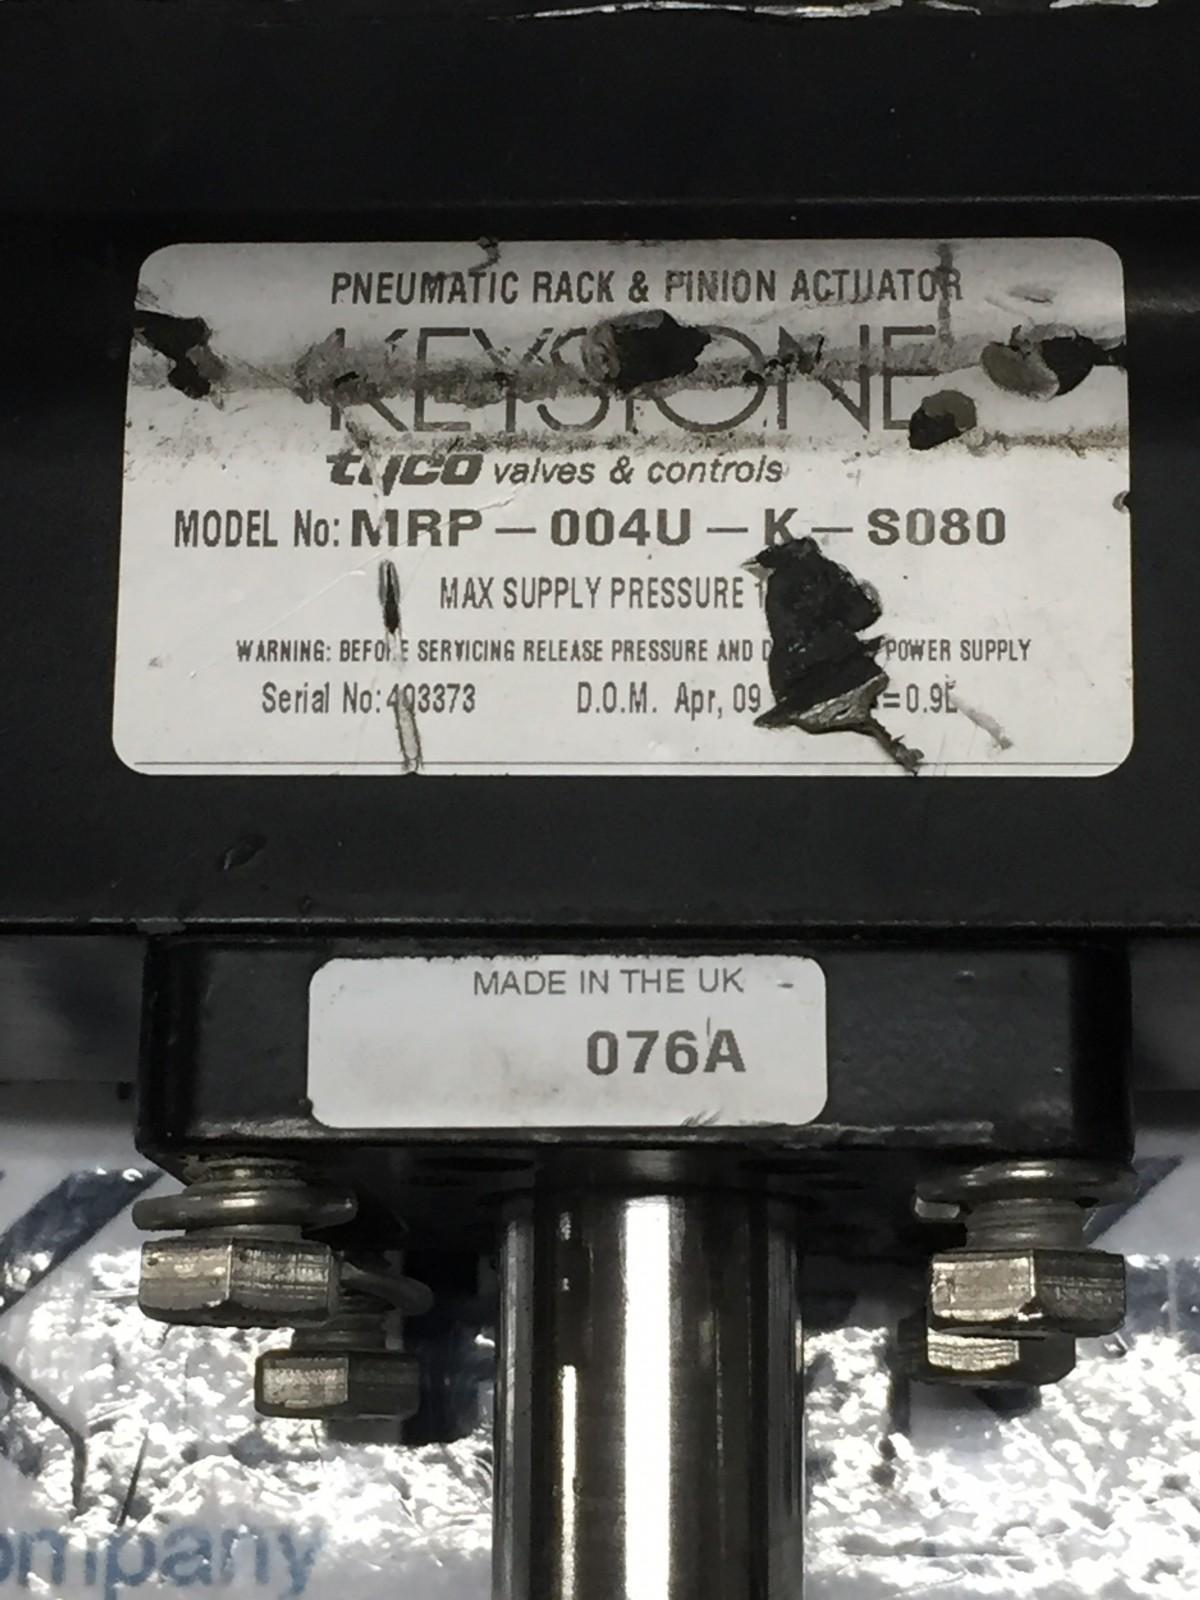 PNEUMATIC RACK & PINION ACTUATOR
KEYSTONE
tyco valves & controls
MODEL No: MRP – 004U – K – S080
MAX SUPPLY PRESSURE
WARNING: BEFORE SERVICING RELEASE PRESSURE AND POWER SUPPLY
Serial No: 403373 D.O.M. Apr, 09 =0.9L
MADE IN THE UK
076A
ompany